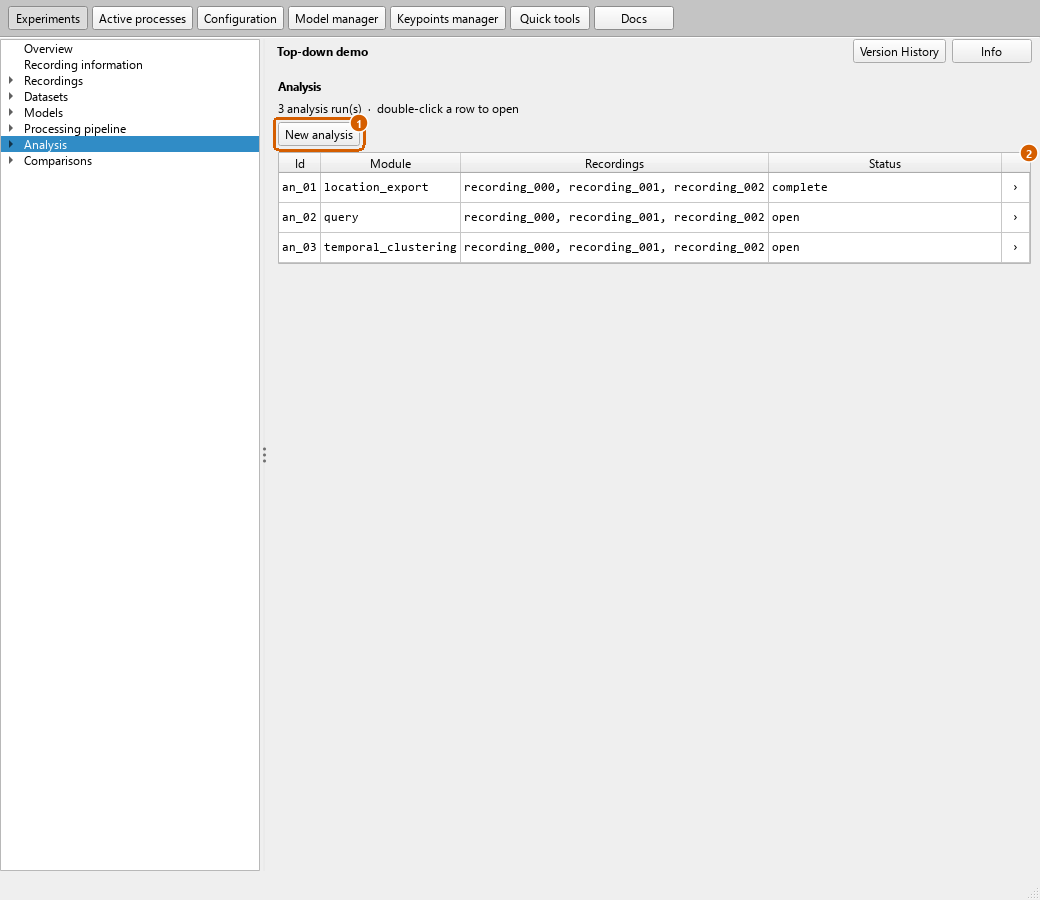 Experiments Active processes Configuration Model manager Keypoints manager Quick tools Docs
Overview
Recording information
Recordings
Datasets
Models
Processing pipeline
Analysis
Comparisons
Top-down demo Version History Info
Analysis
3 analysis run(s) · double-click a row to open
New analysis 1
2
Id Module Recordings Status
an_01 location_export recording_000, recording_001, recording_002 complete ›
an_02 query recording_000, recording_001, recording_002 open ›
an_03 temporal_clustering recording_000, recording_001, recording_002 open ›